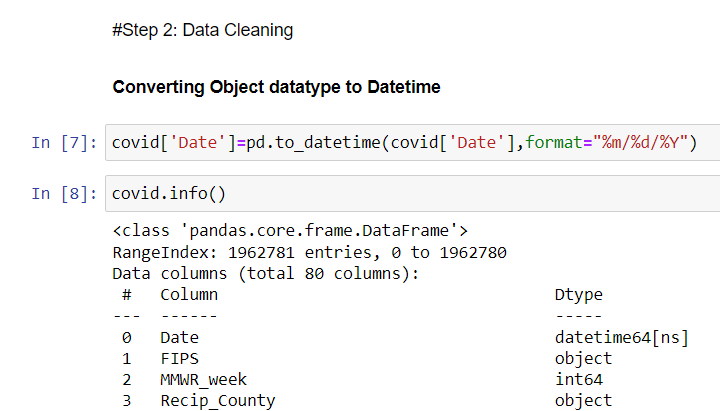 #Step 2: Data Cleaning
Converting Object datatype to Datetime
In [7]: covid['Date']=pd.to_datetime(covid['Date'],format="%m/%d/%Y")
In [8]: covid.info()
<class 'pandas.core.frame.DataFrame'>
RangeIndex: 1962781 entries, 0 to 1962780
Data columns (total 80 columns):
 #   Column                                      Dtype
---  ------                                      -----
 0   Date                                        datetime64[ns]
 1   FIPS                                        object
 2   MMWR_week                                   int64
 3   Recip_County                                object